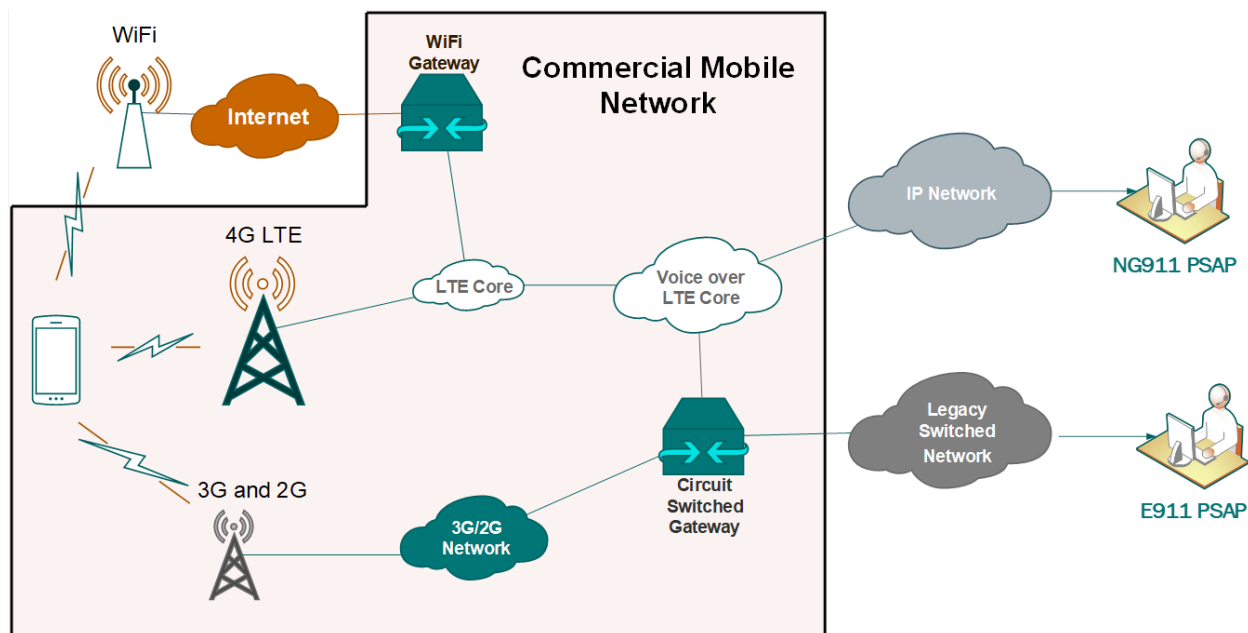 WiFi
WiFi
Gateway
Commercial Mobile
Network
Internet
IP Network
NG911 PSAP
4G LTE
LTE Core
Voice over
LTE Core
Legacy
Switched
Network
E911 PSAP
3G and 2G
3G/2G
Network
Circuit
Switched
Gateway